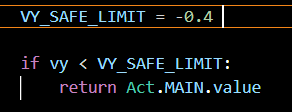 VY_SAFE_LIMIT = -0.4
if vy < VY_SAFE_LIMIT:
    return Act.MAIN.value